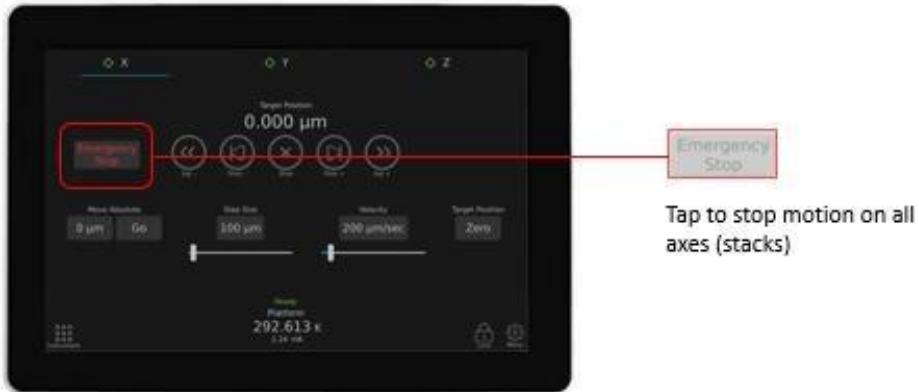 X
Y
Z
Target Position
0.000 µm
Emergency
Stop
Emergency
Stop
Tap to stop motion on all
axes (stacks)
Move Absolute
Step Size
Velocity
Target Position
0 µm
Go
100 µm
200 µm/sec
Zero
Ready
Platform
292.613 K